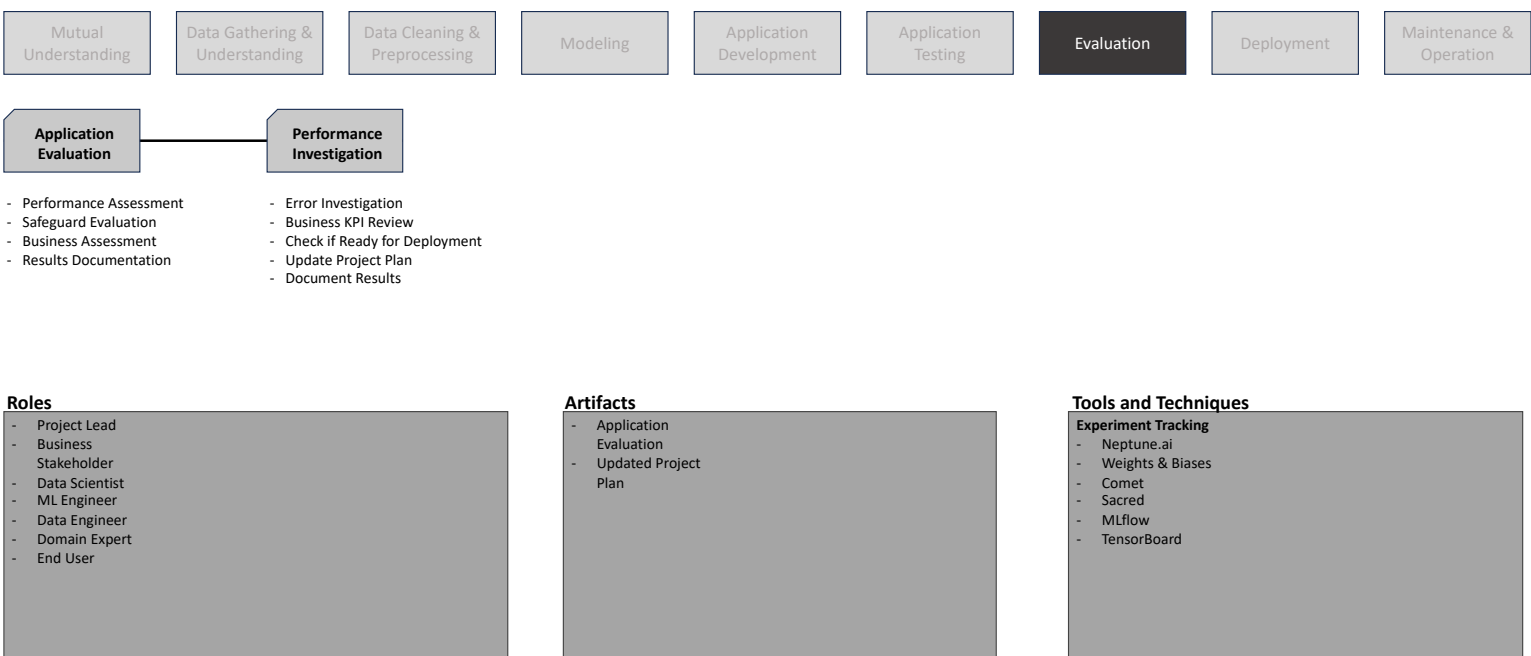 Mutual
Understanding
Data Gathering &
Understanding
Data Cleaning &
Preprocessing
Modeling
Application
Development
Application
Testing
Evaluation
Deployment
Maintenance &
Operation
Application
Evaluation
Performance
Investigation
- Performance Assessment
- Safeguard Evaluation
- Business Assessment
- Results Documentation
- Error Investigation
- Business KPI Review
- Check if Ready for Deployment
- Update Project Plan
- Document Results
Roles
- Project Lead
- Business
Stakeholder
- Data Scientist
- ML Engineer
- Data Engineer
- Domain Expert
- End User
Artifacts
- Application
Evaluation
- Updated Project
Plan
Tools and Techniques
Experiment Tracking
- Neptune.ai
- Weights & Biases
- Comet
- Sacred
- MLflow
- TensorBoard